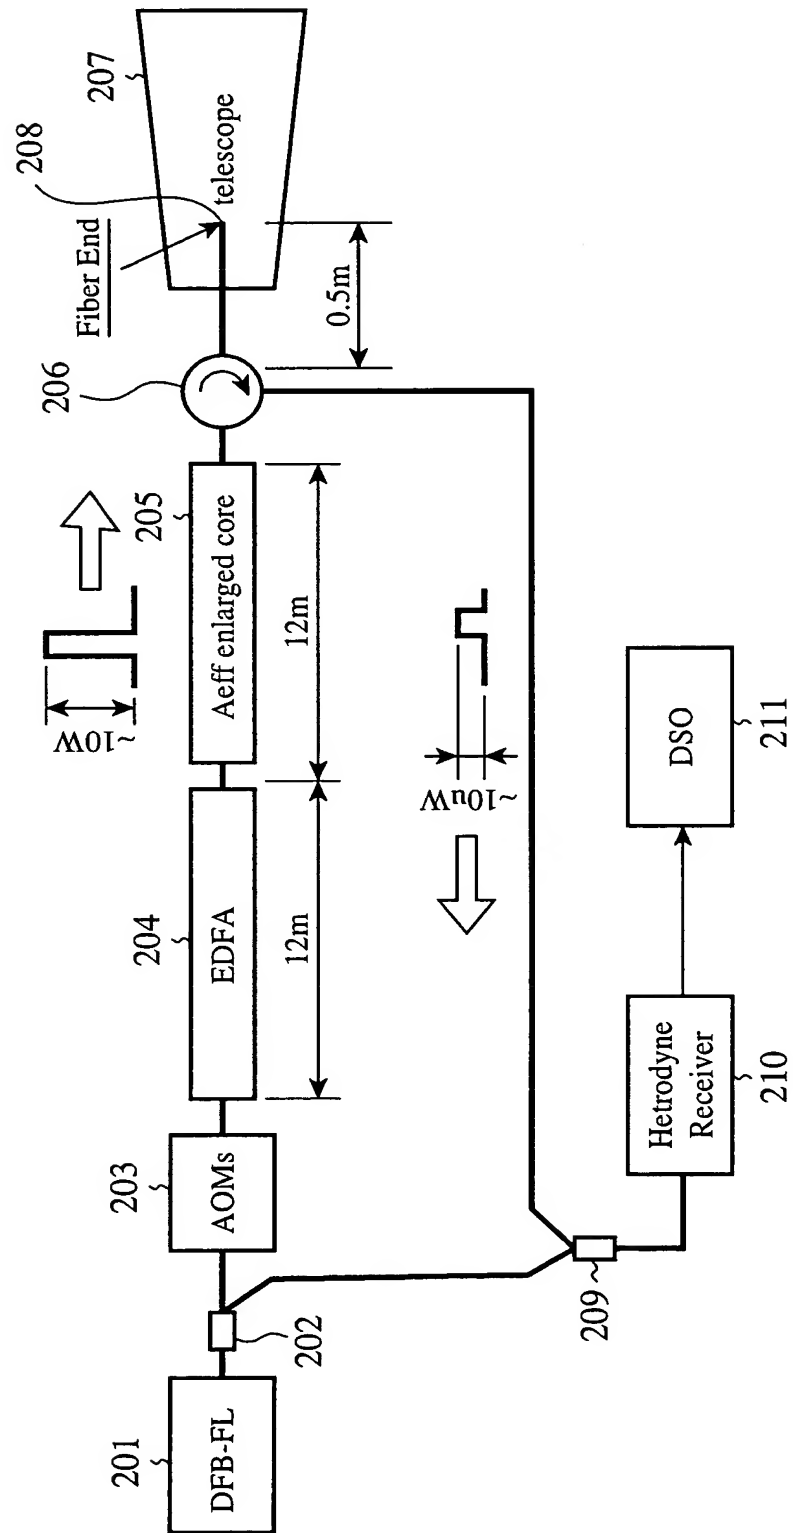 201
DFB-FL
202
203
AOMs
204
EDFA
12m
~10W
205
Aeff enlarged core
12m
206
Fiber End
208
207
telescope
0.5m
~10uW
209
210
Hetrodyne
Receiver
211
DSO